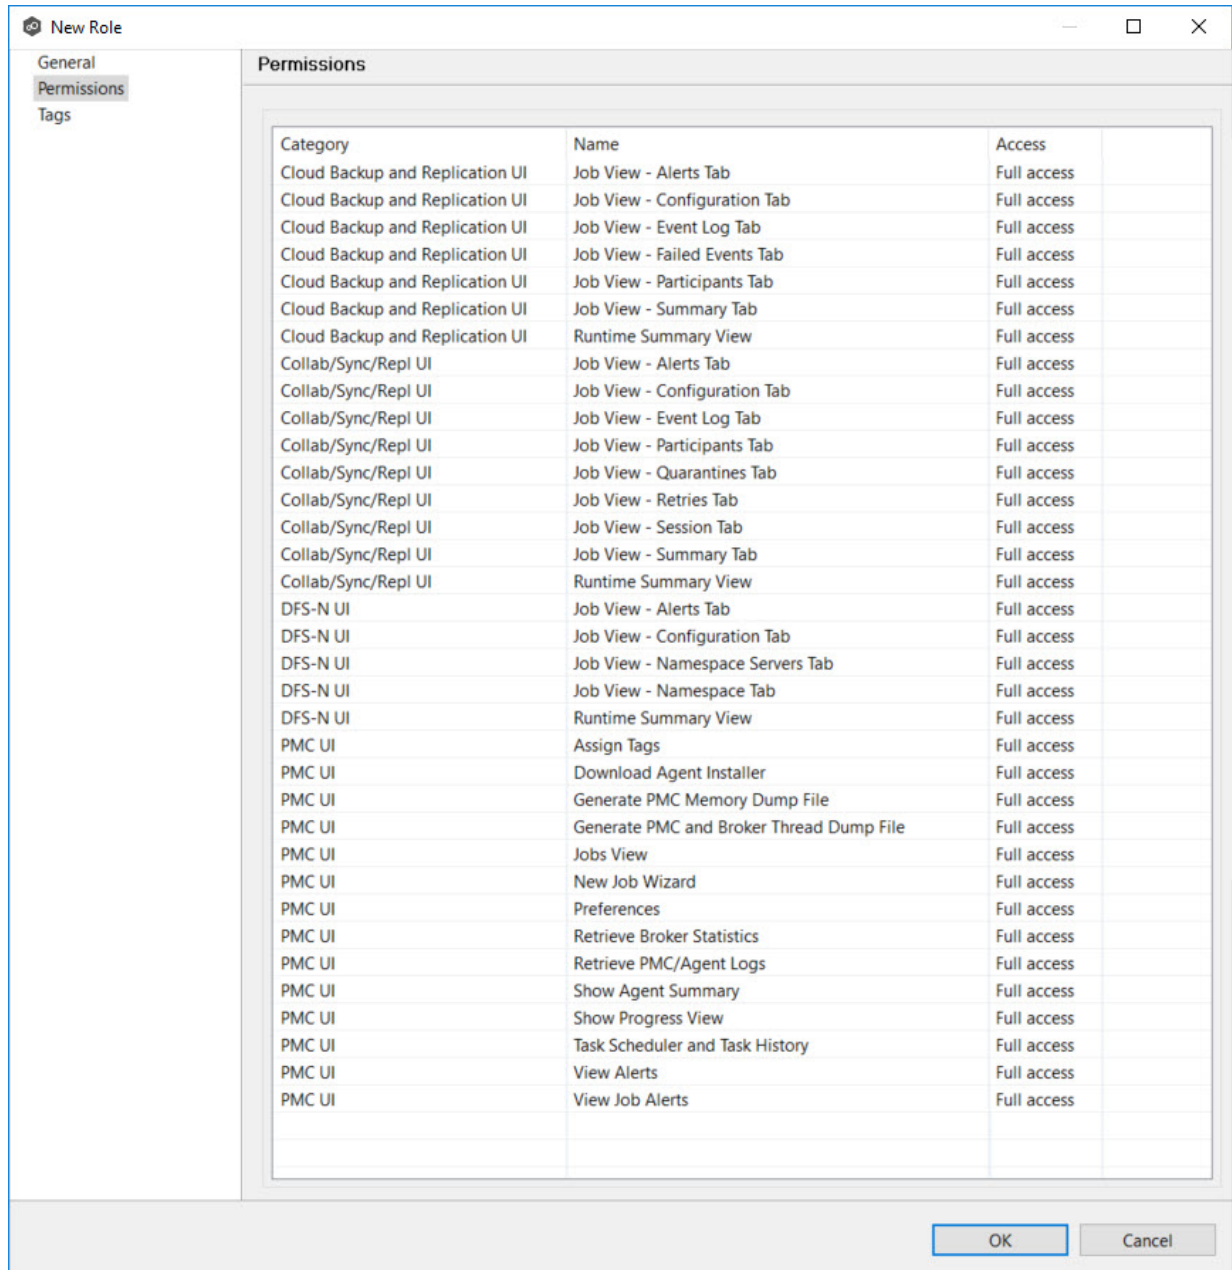 New Role
General
Permissions
Tags
Permissions
Category Name Access
Cloud Backup and Replication UI Job View - Alerts Tab Full access
Cloud Backup and Replication UI Job View - Configuration Tab Full access
Cloud Backup and Replication UI Job View - Event Log Tab Full access
Cloud Backup and Replication UI Job View - Failed Events Tab Full access
Cloud Backup and Replication UI Job View - Participants Tab Full access
Cloud Backup and Replication UI Job View - Summary Tab Full access
Cloud Backup and Replication UI Runtime Summary View Full access
Collab/Sync/Repl UI Job View - Alerts Tab Full access
Collab/Sync/Repl UI Job View - Configuration Tab Full access
Collab/Sync/Repl UI Job View - Event Log Tab Full access
Collab/Sync/Repl UI Job View - Participants Tab Full access
Collab/Sync/Repl UI Job View - Quarantines Tab Full access
Collab/Sync/Repl UI Job View - Retries Tab Full access
Collab/Sync/Repl UI Job View - Session Tab Full access
Collab/Sync/Repl UI Job View - Summary Tab Full access
Collab/Sync/Repl UI Runtime Summary View Full access
DFS-N UI Job View - Alerts Tab Full access
DFS-N UI Job View - Configuration Tab Full access
DFS-N UI Job View - Namespace Servers Tab Full access
DFS-N UI Job View - Namespace Tab Full access
DFS-N UI Runtime Summary View Full access
PMC UI Assign Tags Full access
PMC UI Download Agent Installer Full access
PMC UI Generate PMC Memory Dump File Full access
PMC UI Generate PMC and Broker Thread Dump File Full access
PMC UI Jobs View Full access
PMC UI New Job Wizard Full access
PMC UI Preferences Full access
PMC UI Retrieve Broker Statistics Full access
PMC UI Retrieve PMC/Agent Logs Full access
PMC UI Show Agent Summary Full access
PMC UI Show Progress View Full access
PMC UI Task Scheduler and Task History Full access
PMC UI View Alerts Full access
PMC UI View Job Alerts Full access
OK Cancel